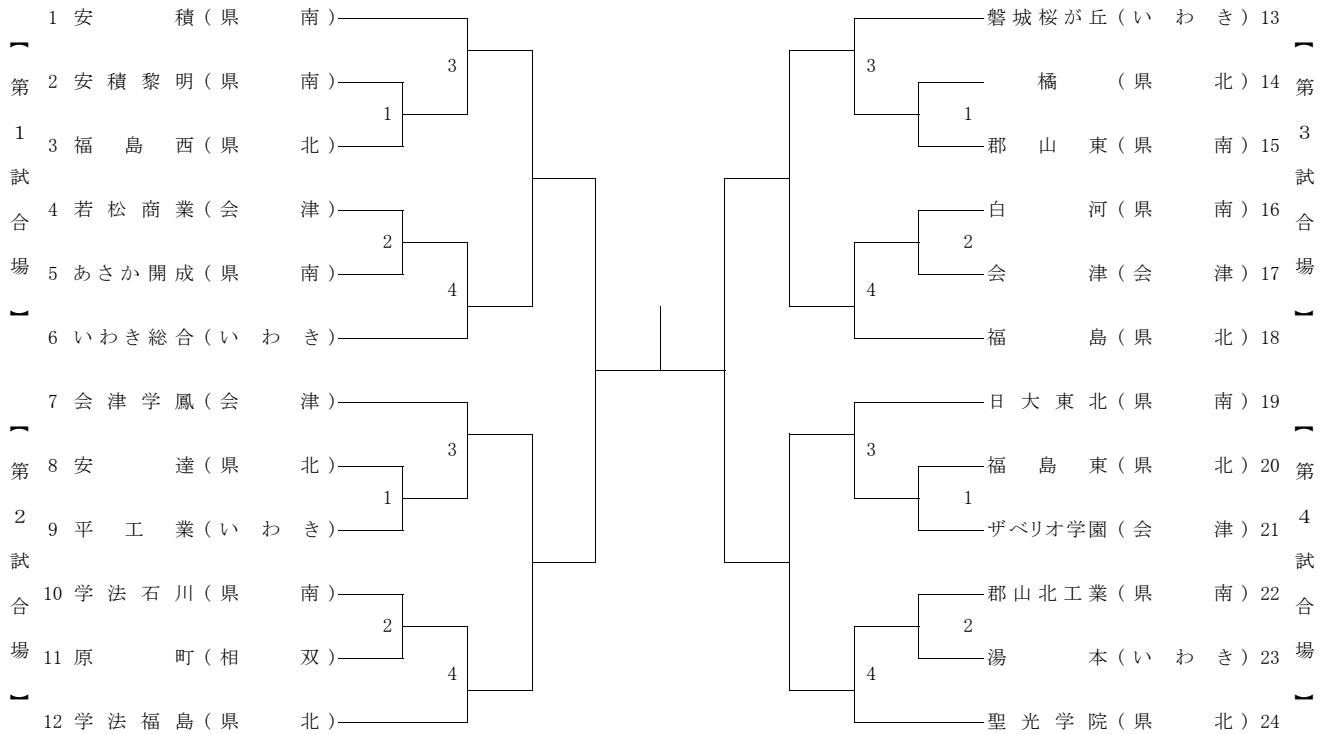 【第1試合場】
1 安積(県南)
2 安積黎明(県南)
3 福島西(県北)
4 若松商業(会津)
5 あさか開成(県南)
6 いわき総合(いわき)
3
1
2
4
【第2試合場】
7 会津学鳳(会津)
8 安達(県北)
9 平工業(いわき)
10 学法石川(県南)
11 原町(相双)
12 学法福島(県北)
3
1
2
4
【第3試合場】
磐城桜が丘(いわき) 13
橘(県北) 14
郡山東(県南) 15
白河(県南) 16
会津(会津) 17
福島(県北) 18
3
1
2
4
【第4試合場】
日大東北(県南) 19
福島東(県北) 20
ザベリオ学園(会津) 21
郡山北工業(県南) 22
湯本(いわき) 23
聖光学院(県北) 24
3
1
2
4